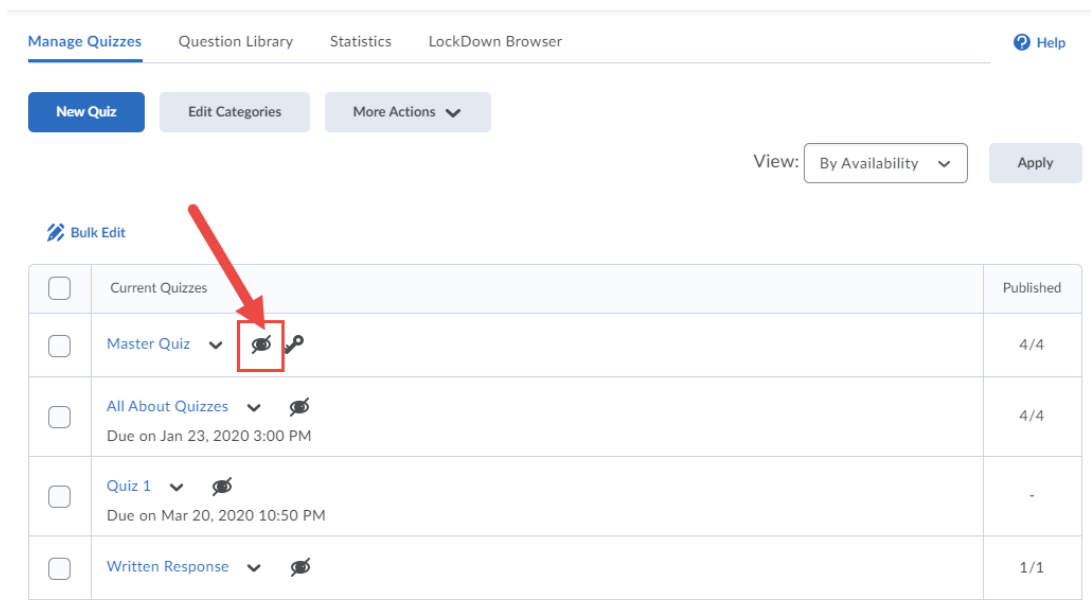 Manage Quizzes Question Library Statistics LockDown Browser Help
New Quiz Edit Categories More Actions
View: By Availability Apply
Bulk Edit
Current Quizzes Published
Master Quiz 4/4
All About Quizzes
Due on Jan 23, 2020 3:00 PM 4/4
Quiz 1
Due on Mar 20, 2020 10:50 PM -
Written Response 1/1